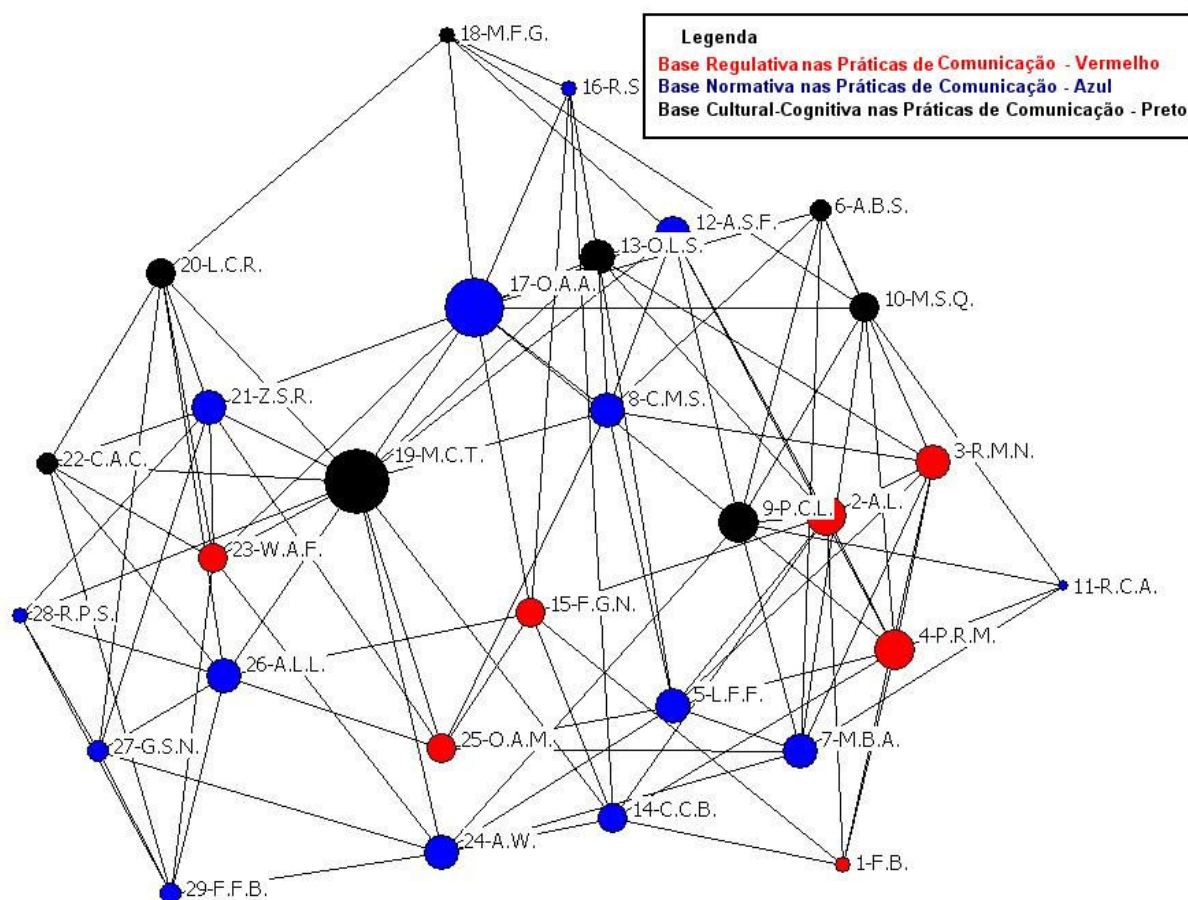 18-M.F.G.
Legenda
Base Regulativa nas Práticas de Comunicação - Vermelho
Base Normativa nas Práticas de Comunicação - Azul
Base Cultural-Cognitiva nas Práticas de Comunicação - Preto
16-R.S
6-A.B.S.
12-A.S.F.
13-O.L.S.
20-L.C.R.
17-O.A.A.
10-M.S.Q.
21-Z.S.R.
8-C.M.S.
19-M.C.T.
3-R.M.N.
22-C.A.C.
9-P.C.L.
2-A.L.
23-W.A.F.
11-R.C.A.
15-F.G.N.
28-R.P.S.
4-P.R.M.
26-A.L.L.
5-L.F.F.
25-O.A.M.
7-M.B.A.
27-G.S.N.
14-C.C.B.
24-A.W.
1-F.B.
29-F.F.B.